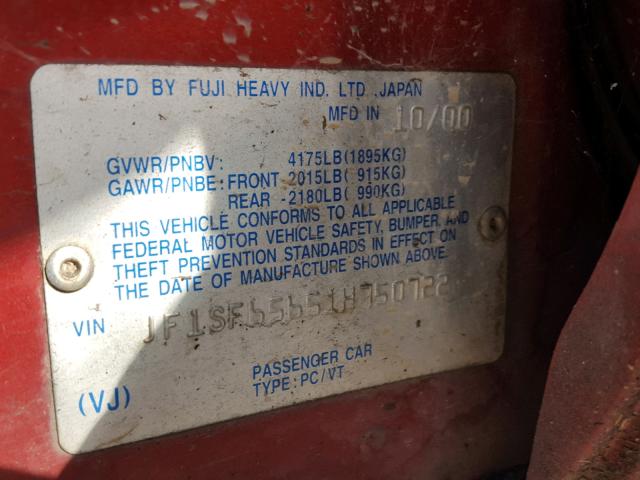 MFD BY FUJI HEAVY IND. LTD. JAPAN
MFD IN 10/00
GVWR/PNBV: 4175LB(1895KG)
GAWR/PNBE: FRONT-2015LB( 915KG)
REAR -2180LB( 990KG)
THIS VEHICLE CONFORMS TO ALL APPLICABLE
FEDERAL MOTOR VEHICLE SAFETY, BUMPER, AND
THEFT PREVENTION STANDARDS IN EFFECT ON
THE DATE OF MANUFACTURE SHOWN ABOVE.
VIN JF1SF65651H750722
PASSENGER CAR
(VJ) TYPE: PC/VT